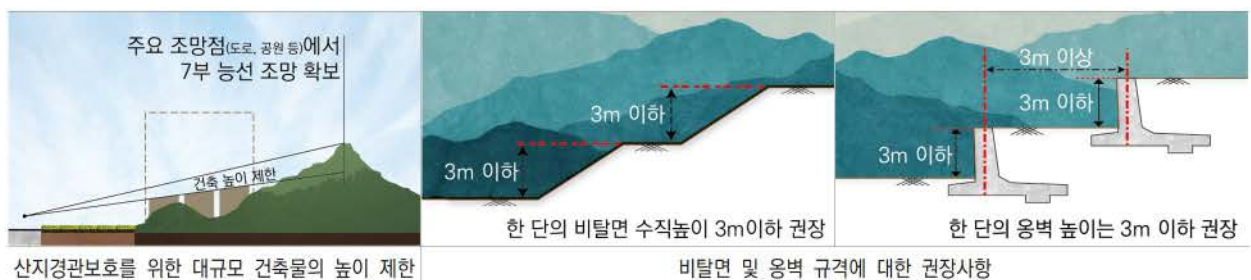 주요 조망점(도로, 공원 등)에서
7부 능선 조망 확보
건축 높이 제한
산지경관보호를 위한 대규모 건축물의 높이 제한
3m 이하
3m 이하
한 단의 비탈면 수직높이 3m이하 권장
3m 이상
3m 이하
3m 이하
한 단의 옹벽 높이는 3m 이하 권장
비탈면 및 옹벽 규격에 대한 권장사항